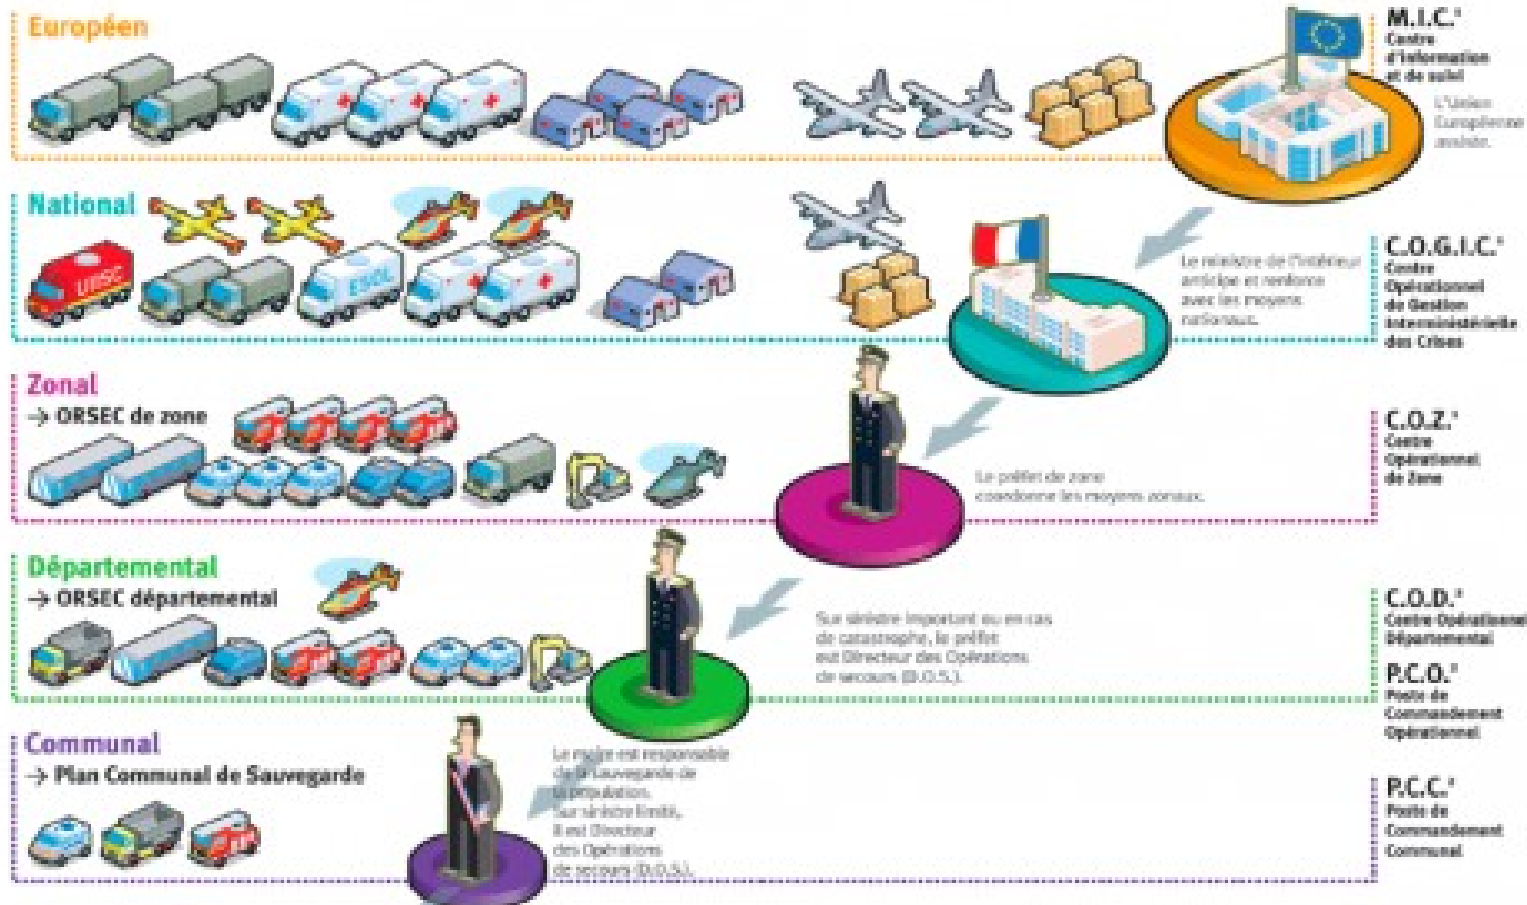 Européen
M.I.C.
Centre
d'Information
et de suivi
L'Union
Européenne
assiste.
National
UIISC
ESOL
Le ministre de l'Intérieur
anticipe et renforce
avec les moyens
nationaux.
C.O.G.I.C.
Centre
Opérationnel
de Gestion
Interministérielle
des Crises
Zonal
→ ORSEC de zone
Le préfet de zone
coordonne les moyens zonaux.
C.O.Z.
Centre
Opérationnel
de Zone
Départemental
→ ORSEC départemental
Sur sinistre important ou en cas
de catastrophe, le préfet
est Directeur des Opérations
de secours (D.O.S.).
C.O.D.
Centre Opérationnel
Départemental
P.C.O.
Poste de
Commandement
Opérationnel
Communal
→ Plan Communal de Sauvegarde
Le maire est responsable
de la sauvegarde de
la population.
Sur sinistre limité,
il est Directeur
des Opérations
de secours (D.O.S.).
P.C.C.
Poste de
Commandement
Communal